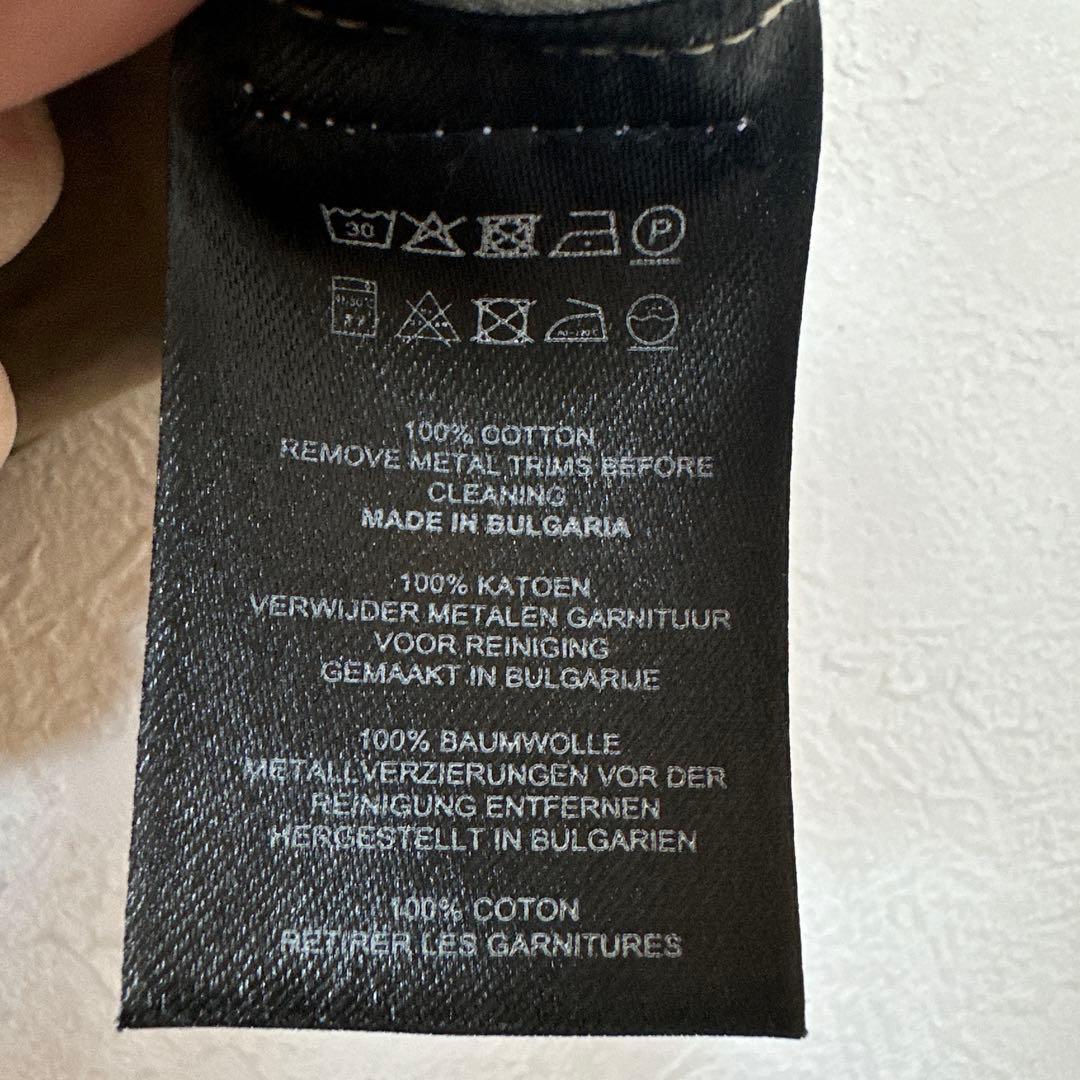 30 P
100% COTTON
REMOVE METAL TRIMS BEFORE
CLEANING
MADE IN BULGARIA
100% KATOEN
VERWIJDER METALEN GARNITUUR
VOOR REINIGING
GEMAAKT IN BULGARIJE
100% BAUMWOLLE
METALLVERZIERUNGEN VOR DER
REINIGUNG ENTFERNEN
HERGESTELLT IN BULGARIEN
100% COTON
RETIRER LES GARNITURES